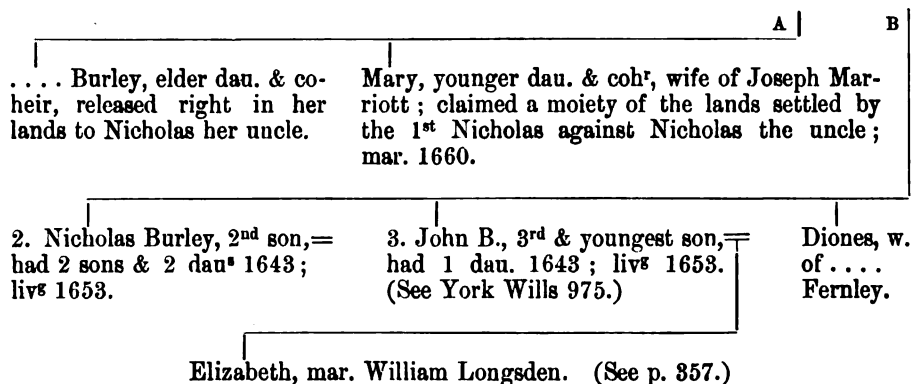 A B
.... Burley, elder dau. & co-
heir, released right in her
lands to Nicholas her uncle.
Mary, younger dau. & cohʳ, wife of Joseph Mar-
riott ; claimed a moiety of the lands settled by
the 1ˢᵗ Nicholas against Nicholas the uncle ;
mar. 1660.
2. Nicholas Burley, 2ⁿᵈ son,=
had 2 sons & 2 dauˢ 1643 ;
livᵍ 1653.
3. John B., 3ʳᵈ & youngest son,=
had 1 dau. 1643 ; livᵍ 1653.
(See York Wills 975.)
Diones, w.
of ....
Fernley.
Elizabeth, mar. William Longsden. (See p. 357.)